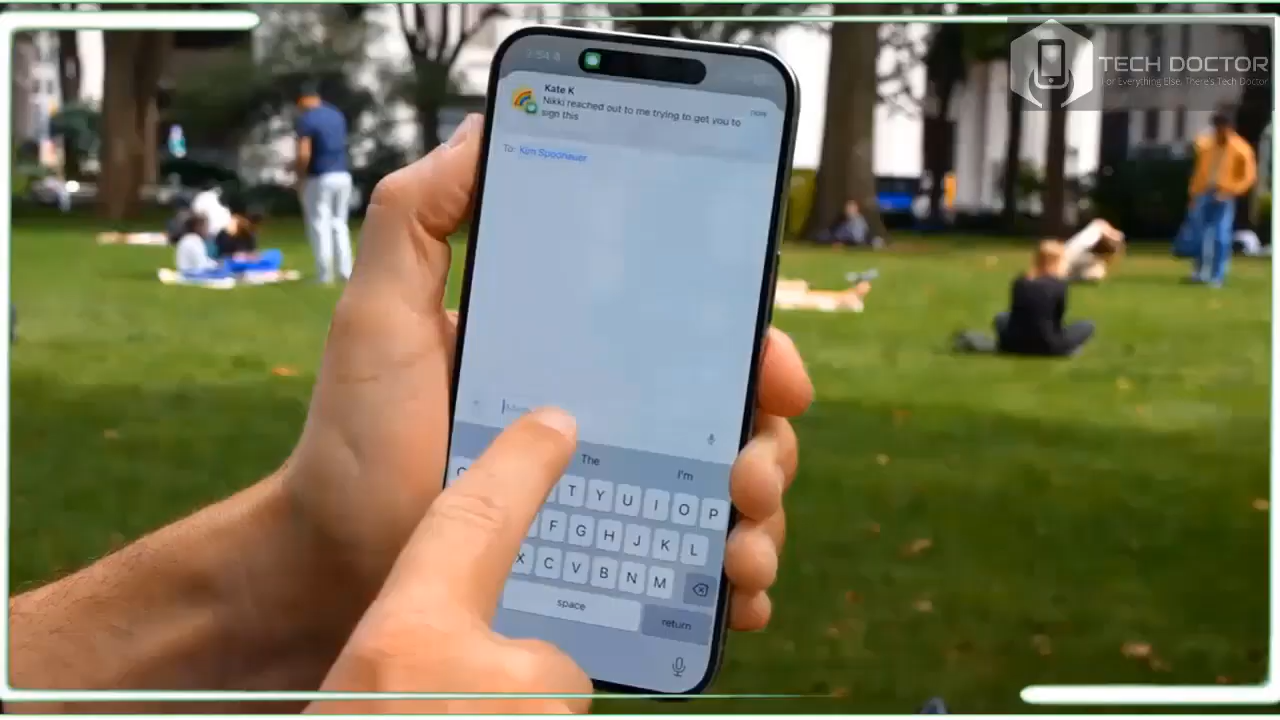 TECH DOCTOR
For Everything Else, There's Tech Doctor
Kate K
now
Nikki reached out to me trying to get you to
sign this
To: Kim Spoonauer
The
I'm
T Y U I O P
F G H J K L
X C V B N M
space
return